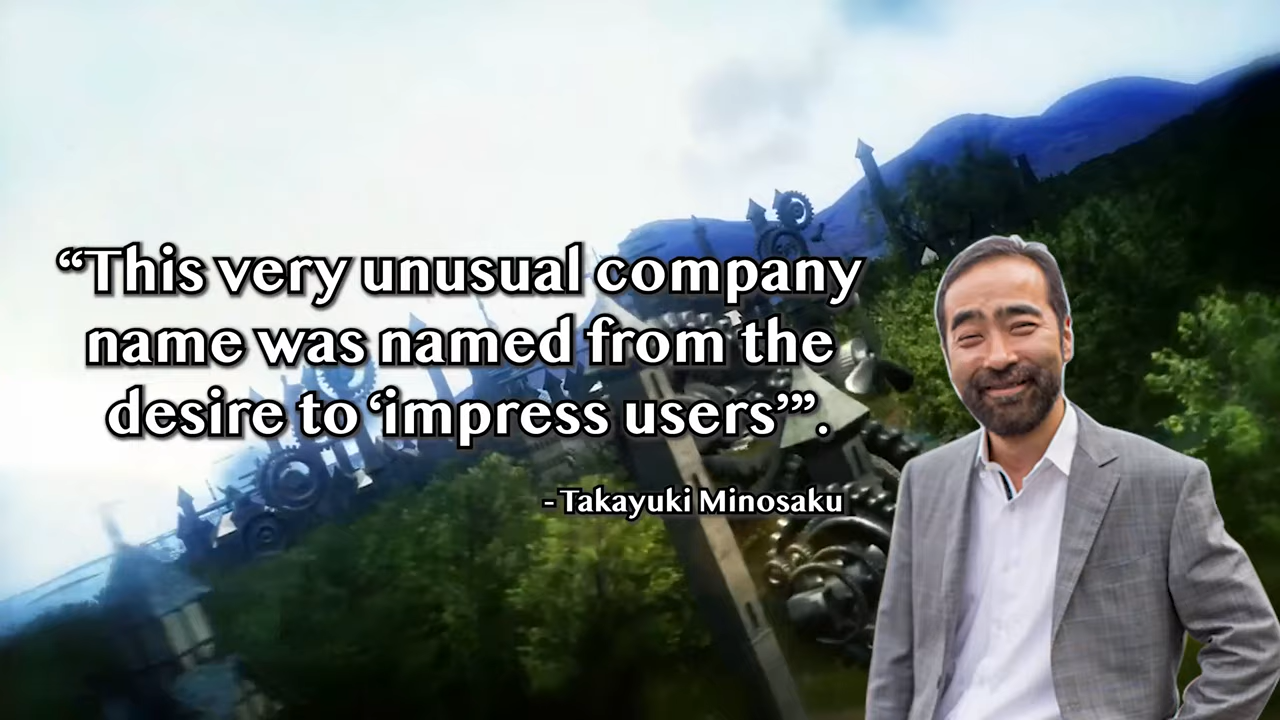 “This very unusual company
name was named from the
desire to ‘impress users’”.
- Takayuki Minosaku